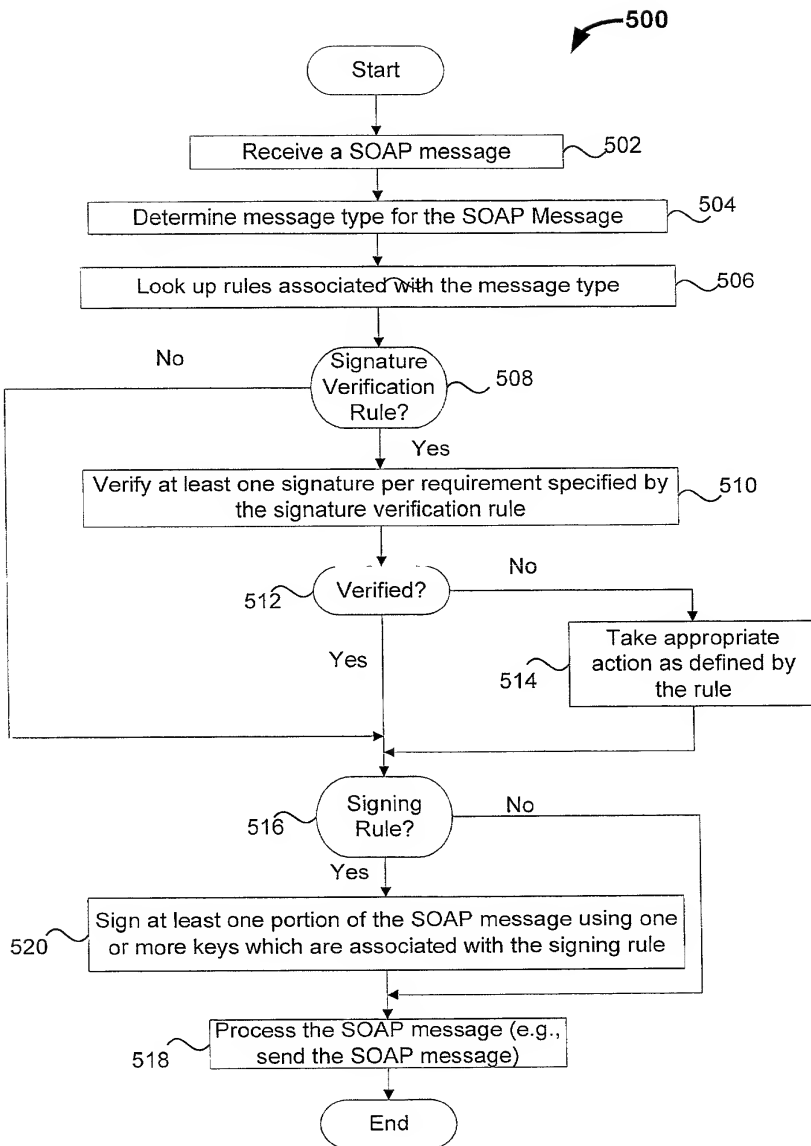 500
Start
Receive a SOAP message
502
Determine message type for the SOAP Message
504
Look up rules associated with the message type
506
No
Signature
Verification
Rule?
508
Yes
Verify at least one signature per requirement specified by
the signature verification rule
510
512
Verified?
No
Yes
Take appropriate
action as defined by
the rule
514
516
Signing
Rule?
No
Yes
Sign at least one portion of the SOAP message using one
or more keys which are associated with the signing rule
520
Process the SOAP message (e.g.,
send the SOAP message)
518
End